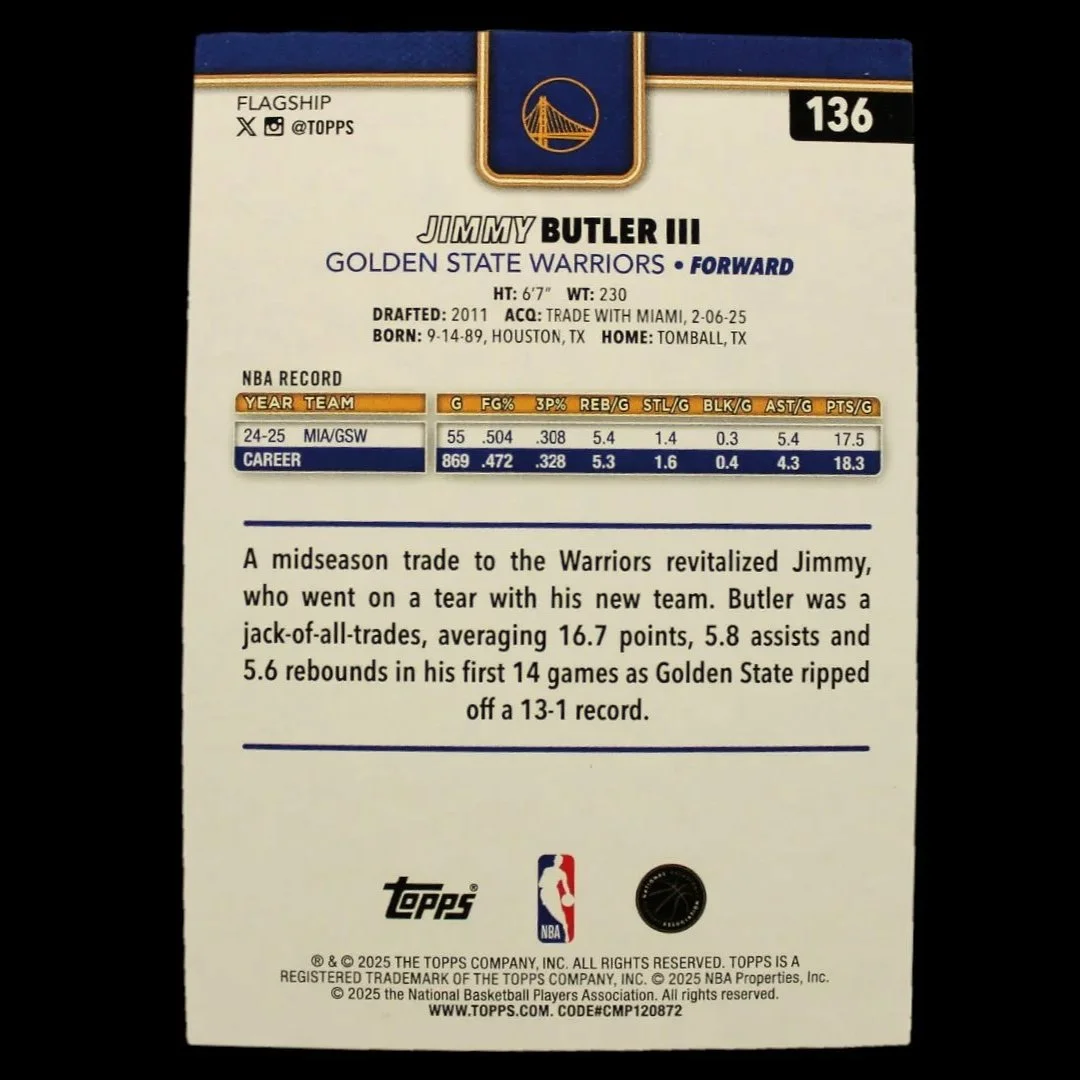 FLAGSHIP
136
@TOPPS
JIMMY BUTLER III
GOLDEN STATE WARRIORS • FORWARD
HT: 6'7" WT: 230
DRAFTED: 2011 ACQ: TRADE WITH MIAMI, 2-06-25
BORN: 9-14-89, HOUSTON, TX HOME: TOMBALL, TX
NBA RECORD
YEAR TEAM G FG% 3P% REB/G STL/G BLK/G AST/G PTS/G
24-25 MIA/GSW 55 .504 .308 5.4 1.4 0.3 5.4 17.5
CAREER 869 .472 .328 5.3 1.6 0.4 4.3 18.3
A midseason trade to the Warriors revitalized Jimmy,
who went on a tear with his new team. Butler was a
jack-of-all-trades, averaging 16.7 points, 5.8 assists and
5.6 rebounds in his first 14 games as Golden State ripped
off a 13-1 record.
Topps®
NBA
NATIONAL ASSOCIATION
® & © 2025 THE TOPPS COMPANY, INC. ALL RIGHTS RESERVED. TOPPS IS A
REGISTERED TRADEMARK OF THE TOPPS COMPANY, INC. © 2025 NBA Properties, Inc.
© 2025 the National Basketball Players Association. All rights reserved.
WWW.TOPPS.COM. CODE#CMP120872